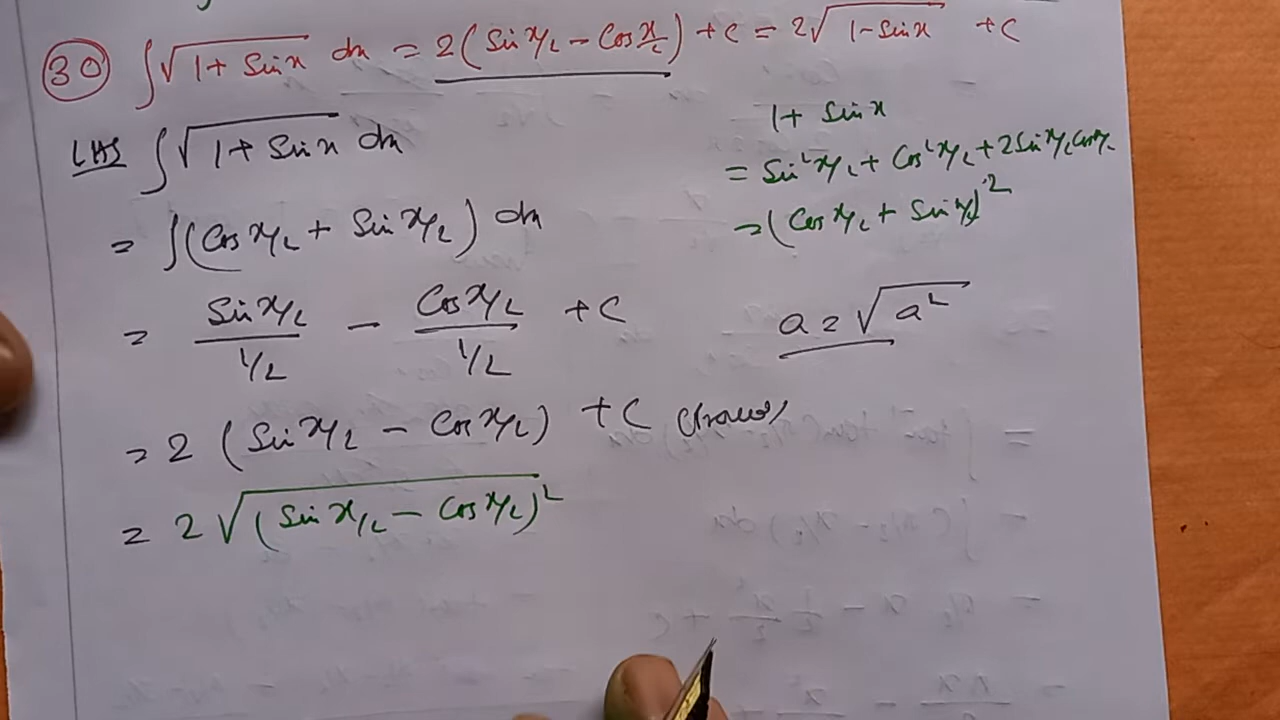 30 ∫√(1+ Sin x) dx = 2(Sin x/2 - Cos x/2) + C = 2√(1-Sin x) + C
LHS ∫√(1+ Sin x) dx
= ∫(Cos x/2 + Sin x/2) dx
= (Sin x/2)/(1/2) - (Cos x/2)/(1/2) + C
= 2 (Sin x/2 - Cos x/2) + C
= 2 √(Sin x/2 - Cos x/2)²
1+ Sin x
= Sin² x/2 + Cos² x/2 + 2 Sin x/2 Cos x/2
= (Cos x/2 + Sin x/2)²
a = √a²